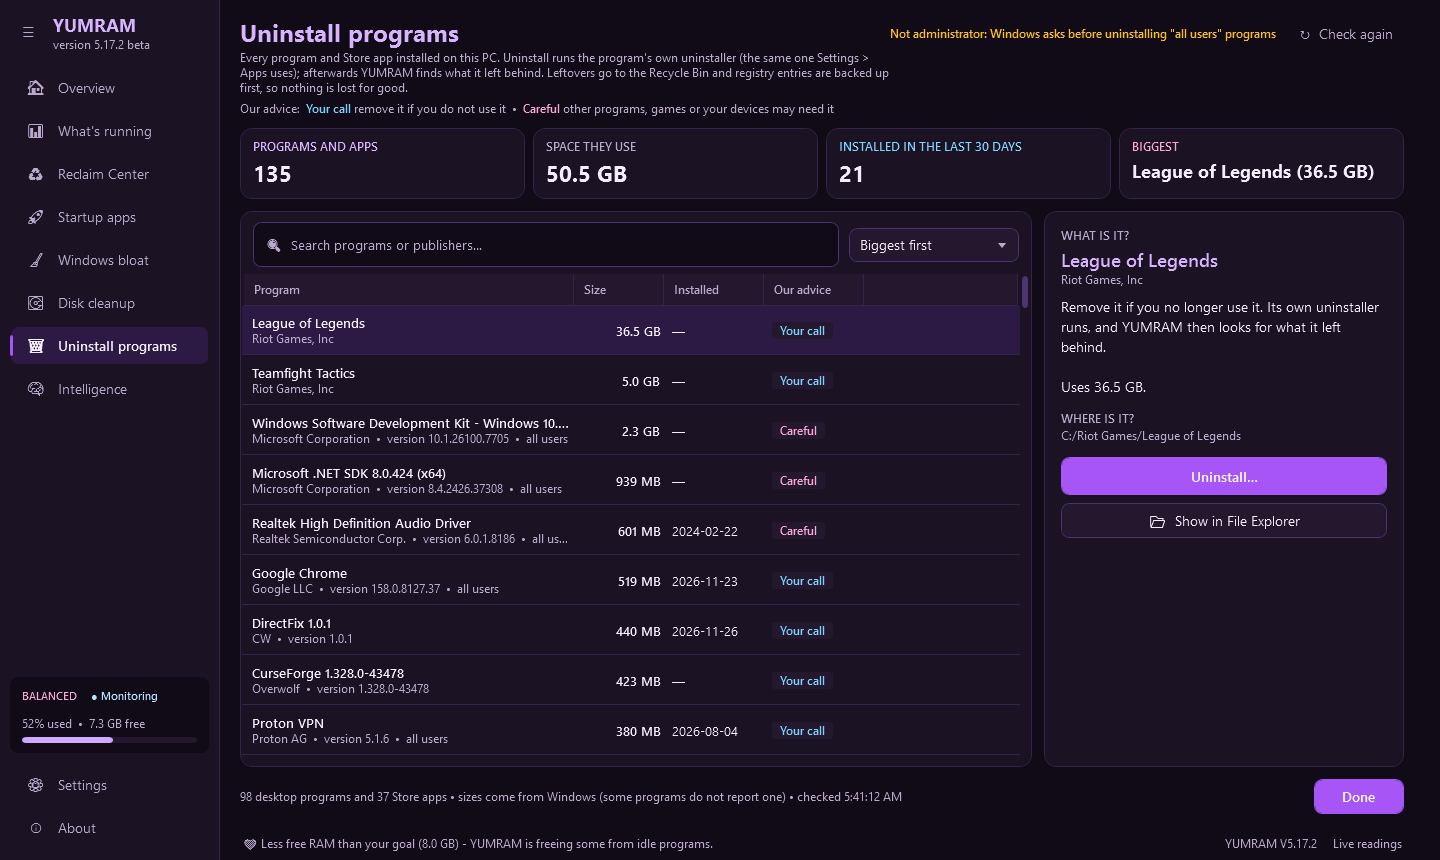 YUMRAM
version 5.17.2 beta
Overview
What's running
Reclaim Center
Startup apps
Windows bloat
Disk cleanup
Uninstall programs
Intelligence
BALANCED ● Monitoring
52% used • 7.3 GB free
Settings
About
Uninstall programs
Every program and Store app installed on this PC. Uninstall runs the program's own uninstaller (the same one Settings >
Apps uses); afterwards YUMRAM finds what it left behind. Leftovers go to the Recycle Bin and registry entries are backed up
first, so nothing is lost for good.
Our advice: Your call remove it if you do not use it • Careful other programs, games or your devices may need it
Not administrator: Windows asks before uninstalling "all users" programs
Check again
PROGRAMS AND APPS
135
SPACE THEY USE
50.5 GB
INSTALLED IN THE LAST 30 DAYS
21
BIGGEST
League of Legends (36.5 GB)
Search programs or publishers...
Biggest first
Program Size Installed Our advice
League of Legends
Riot Games, Inc
36.5 GB — Your call
Teamfight Tactics
Riot Games, Inc
5.0 GB — Your call
Windows Software Development Kit - Windows 10....
Microsoft Corporation • version 10.1.26100.7705 • all users
2.3 GB — Careful
Microsoft .NET SDK 8.0.424 (x64)
Microsoft Corporation • version 8.4.2426.37308 • all users
939 MB — Careful
Realtek High Definition Audio Driver
Realtek Semiconductor Corp. • version 6.0.1.8186 • all us...
601 MB 2024-02-22 Careful
Google Chrome
Google LLC • version 158.0.8127.37 • all users
519 MB 2026-11-23 Your call
DirectFix 1.0.1
CW • version 1.0.1
440 MB 2026-11-26 Your call
CurseForge 1.328.0-43478
Overwolf • version 1.328.0-43478
423 MB — Your call
Proton VPN
Proton AG • version 5.1.6 • all users
380 MB 2026-08-04 Your call
WHAT IS IT?
League of Legends
Riot Games, Inc
Remove it if you no longer use it. Its own uninstaller
runs, and YUMRAM then looks for what it left
behind.
Uses 36.5 GB.
WHERE IS IT?
C:/Riot Games/League of Legends
Uninstall...
Show in File Explorer
98 desktop programs and 37 Store apps • sizes come from Windows (some programs do not report one) • checked 5:41:12 AM
Done
Less free RAM than your goal (8.0 GB) - YUMRAM is freeing some from idle programs.
YUMRAM V5.17.2 Live readings